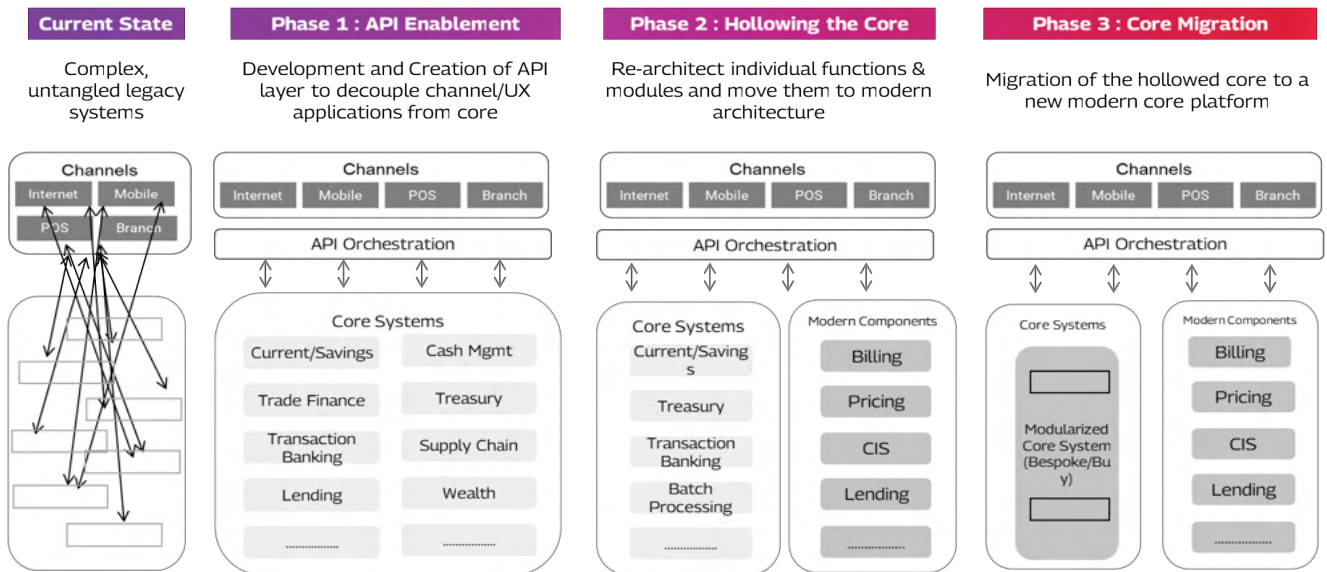 Current State
Complex,
untangled legacy
systems
Channels
Internet
Mobile
POS
Branch
Phase 1 : API Enablement
Development and Creation of API
layer to decouple channel/UX
applications from core
Channels
Internet
Mobile
POS
Branch
API Orchestration
Core Systems
Current/Savings
Cash Mgmt
Trade Finance
Treasury
Transaction
Banking
Supply Chain
Lending
Wealth
..................
..................
Phase 2 : Hollowing the Core
Re-architect individual functions &
modules and move them to modern
architecture
Channels
Internet
Mobile
POS
Branch
API Orchestration
Core Systems
Current/Saving
s
Treasury
Transaction
Banking
Batch
Processing
..................
Modern Components
Billing
Pricing
CIS
Lending
..................
Phase 3 : Core Migration
Migration of the hollowed core to a
new modern core platform
Channels
Internet
Mobile
POS
Branch
API Orchestration
Core Systems
Modularized
Core System
(Bespoke/Bu
y)
Modern Components
Billing
Pricing
CIS
Lending
..................